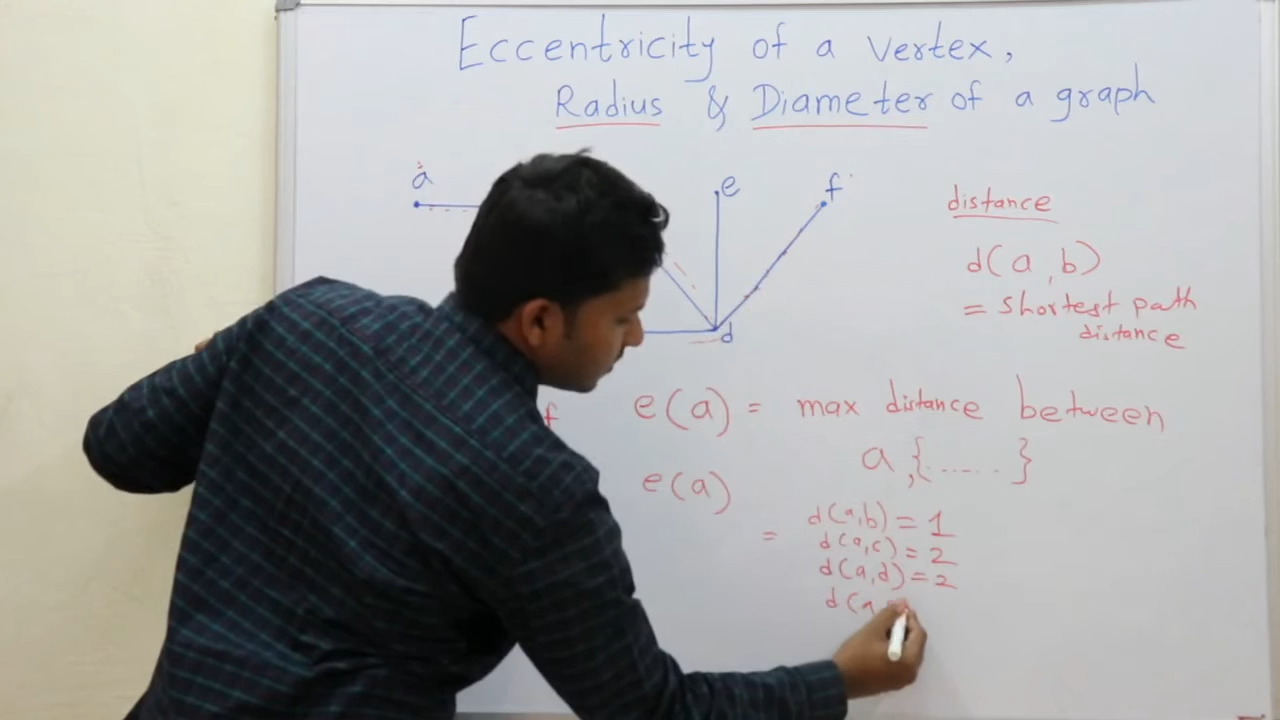 Eccentricity of a vertex,
Radius & Diameter of a graph
a
e
f
d
distance
d(a,b)
= shortest path
distance
f
e(a) = max distance between
a,{......}
e(a)
=
d(a,b) = 1
d(a,c) = 2
d(a,d) = 2
d(a,